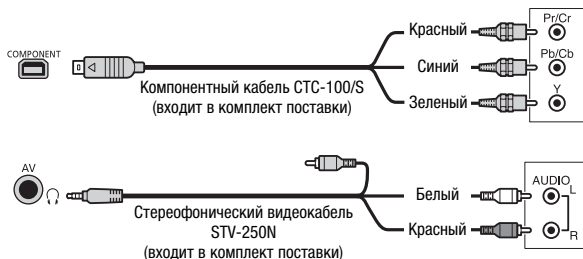 COMPONENT
Красный
Синий
Зеленый
Pr/Cr
Pb/Cb
Y
Компонентный кабель CTC-100/S
(входит в комплект поставки)
AV
Белый
Красный
AUDIO
L
R
Стереофонический видеокабель
STV-250N
(входит в комплект поставки)